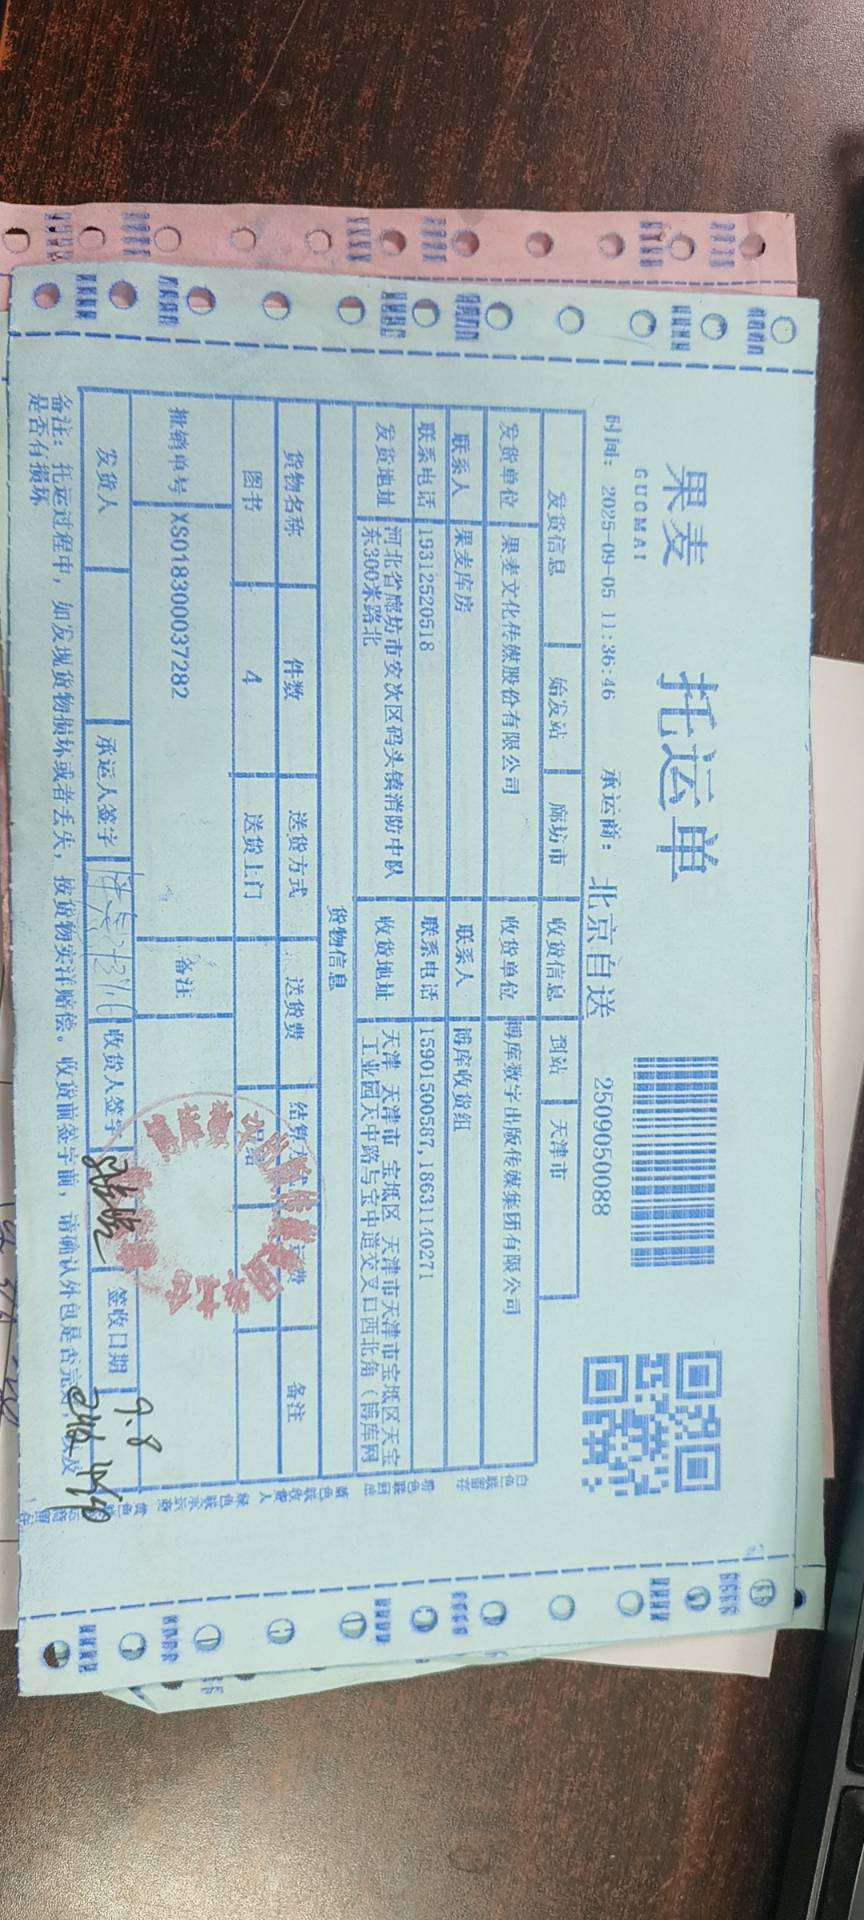 果麦
GUOMAI
托运单
时间: 2025-09-05 11:36:46 承运商: 北京自送 2509050088
发货信息 始发站 廊坊市 收货信息 到站 天津市
发货单位 果麦文化传媒股份有限公司 收货单位 博库数字出版传媒集团有限公司
联系人 果麦库房 联系人 博库收货组
联系电话 19312520518 联系电话 15901500587,18631140271
发货地址 河北省廊坊市安次区码头镇消防中队东300米路北 收货地址 天津 天津市 宝坻区 天津市天津市宝坻区天宝工业园天中路与宝中道交叉口西北角（博库网
货物信息
货物名称 件数 送货方式 送货费 结算方式 运费 备注
图书 4 送货上门
批销单号 XS018300037282 备注
发货人 承运人签字 收货人签字 签收日期 9.8
备注: 托运过程中, 如发现货物损坏或者丢失, 按货物实洋赔偿。收货前签字前, 请确认外包是否完 以及
是否有损坏